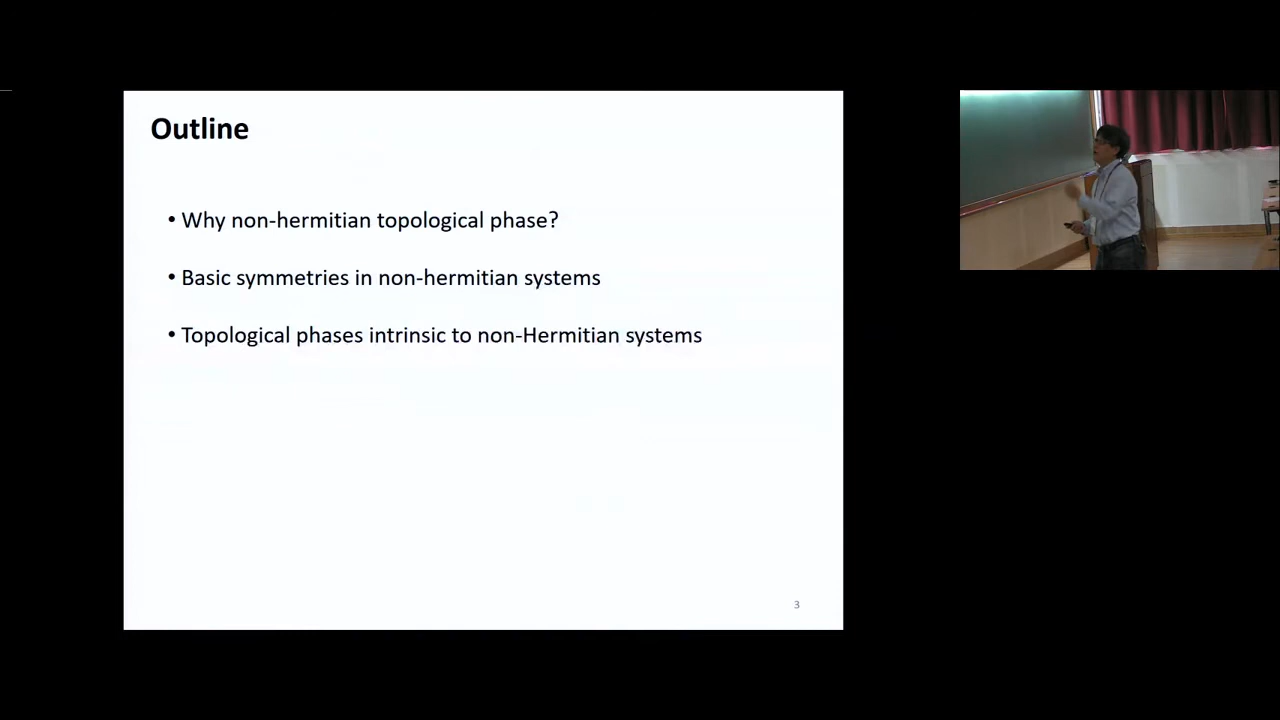 Outline
• Why non-hermitian topological phase?
• Basic symmetries in non-hermitian systems
• Topological phases intrinsic to non-Hermitian systems
3